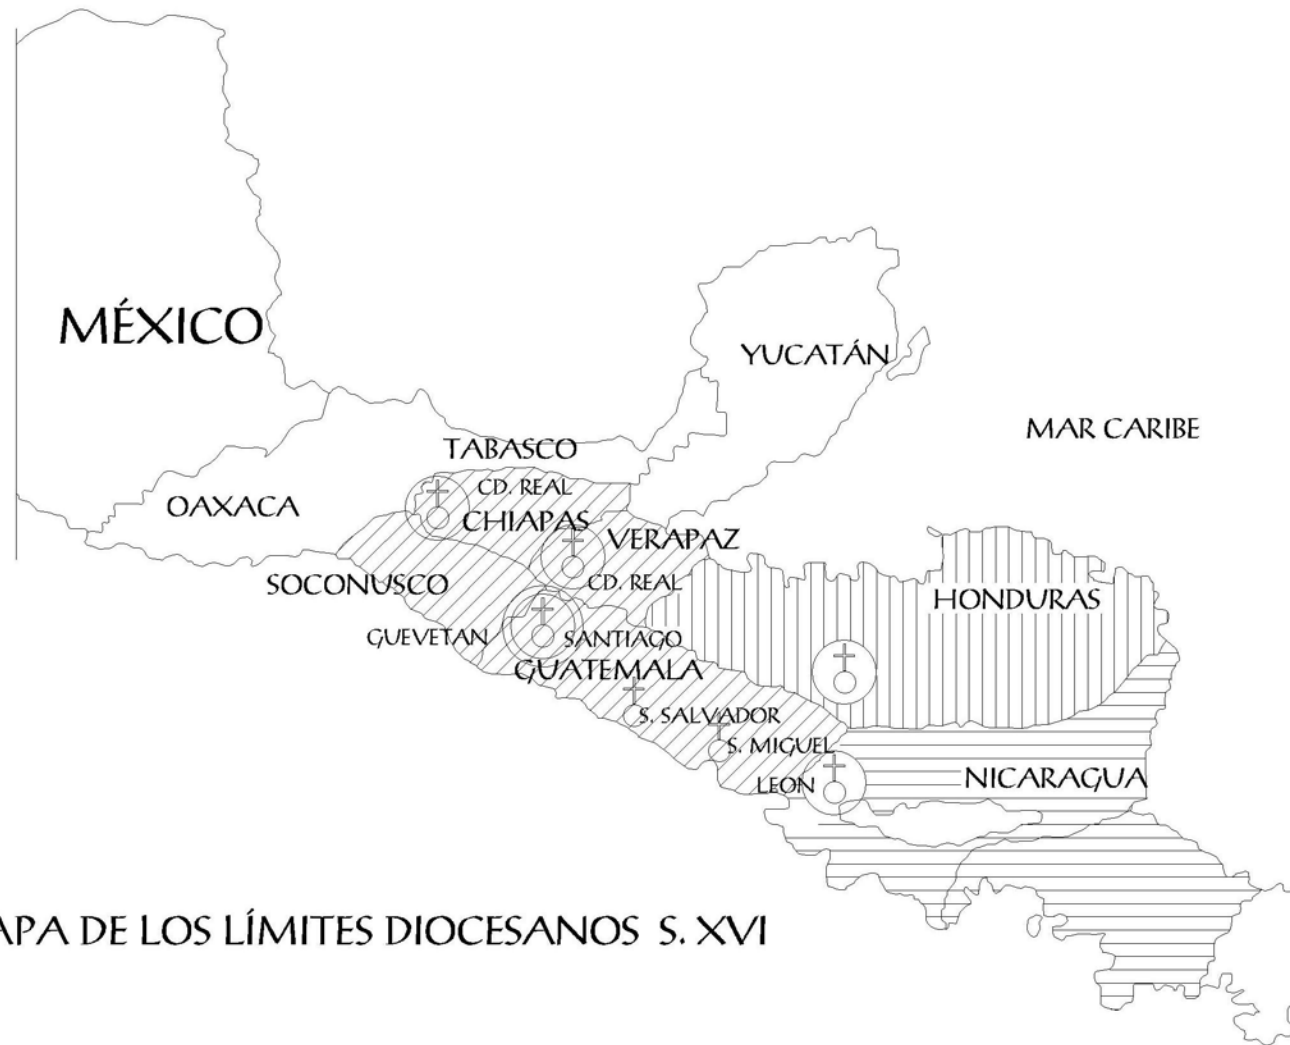 MÉXICO
YUCATÁN
MAR CARIBE
TABASCO
CD. REAL
OAXACA
CHIAPAS
VERAPAZ
SOCONUSCO
CD. REAL
HONDURAS
GUEVETAN
SANTIAGO
GUATEMALA
S. SALVADOR
S. MIGUEL
LEON
NICARAGUA
APA DE LOS LÍMITES DIOCESANOS S. XVI